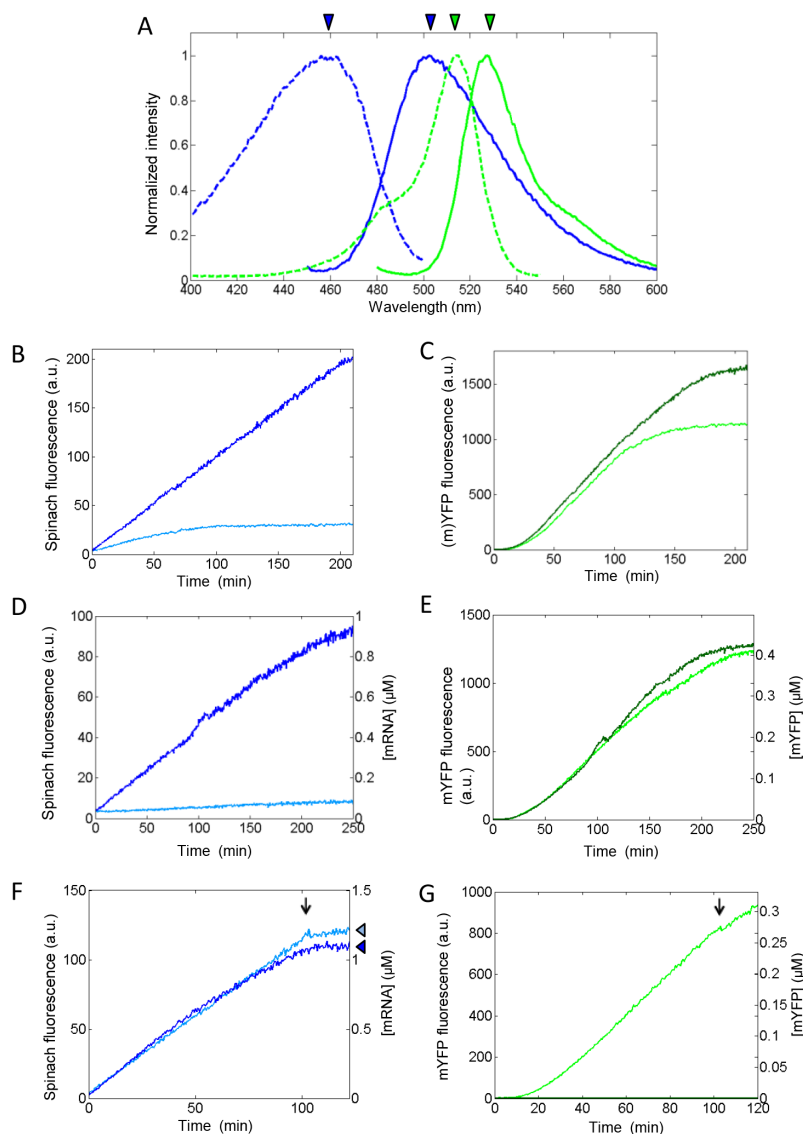 A
Normalized intensity
1
0.8
0.6
0.4
0.2
0
400 420 440 460 480 500 520 540 560 580 600
Wavelength (nm)
B
Spinach fluorescence (a.u.)
200
150
100
50
0
0 50 100 150 200
Time (min)
C
(m)YFP fluorescence (a.u.)
1500
1000
500
0
0 50 100 150 200
Time (min)
D
Spinach fluorescence (a.u.)
100
80
60
40
20
0
0 50 100 150 200 250
1
0.8
0.6
0.4
0.2
0
[mRNA] (µM)
Time (min)
E
mYFP fluorescence
(a.u.)
1500
1000
500
0
0 50 100 150 200 250
0.4
0.3
0.2
0.1
0
[mYFP] (µM)
Time (min)
F
Spinach fluorescence (a.u.)
150
100
50
0
0 50 100
1.5
1
0.5
0
[mRNA] (µM)
Time (min)
G
mYFP fluorescence (a.u.)
1000
800
600
400
200
0
0 20 40 60 80 100 120
0.3
0.25
0.2
0.15
0.1
0.05
0
[mYFP] (µM)
Time (min)